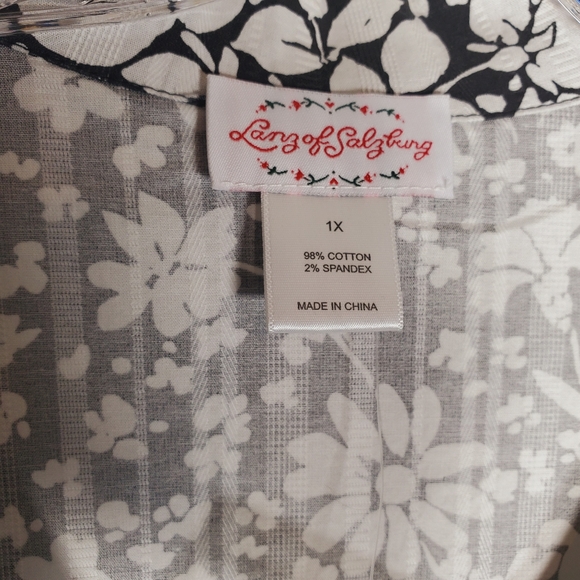 Lanz of Salzburg
1X
98% COTTON
2% SPANDEX
MADE IN CHINA